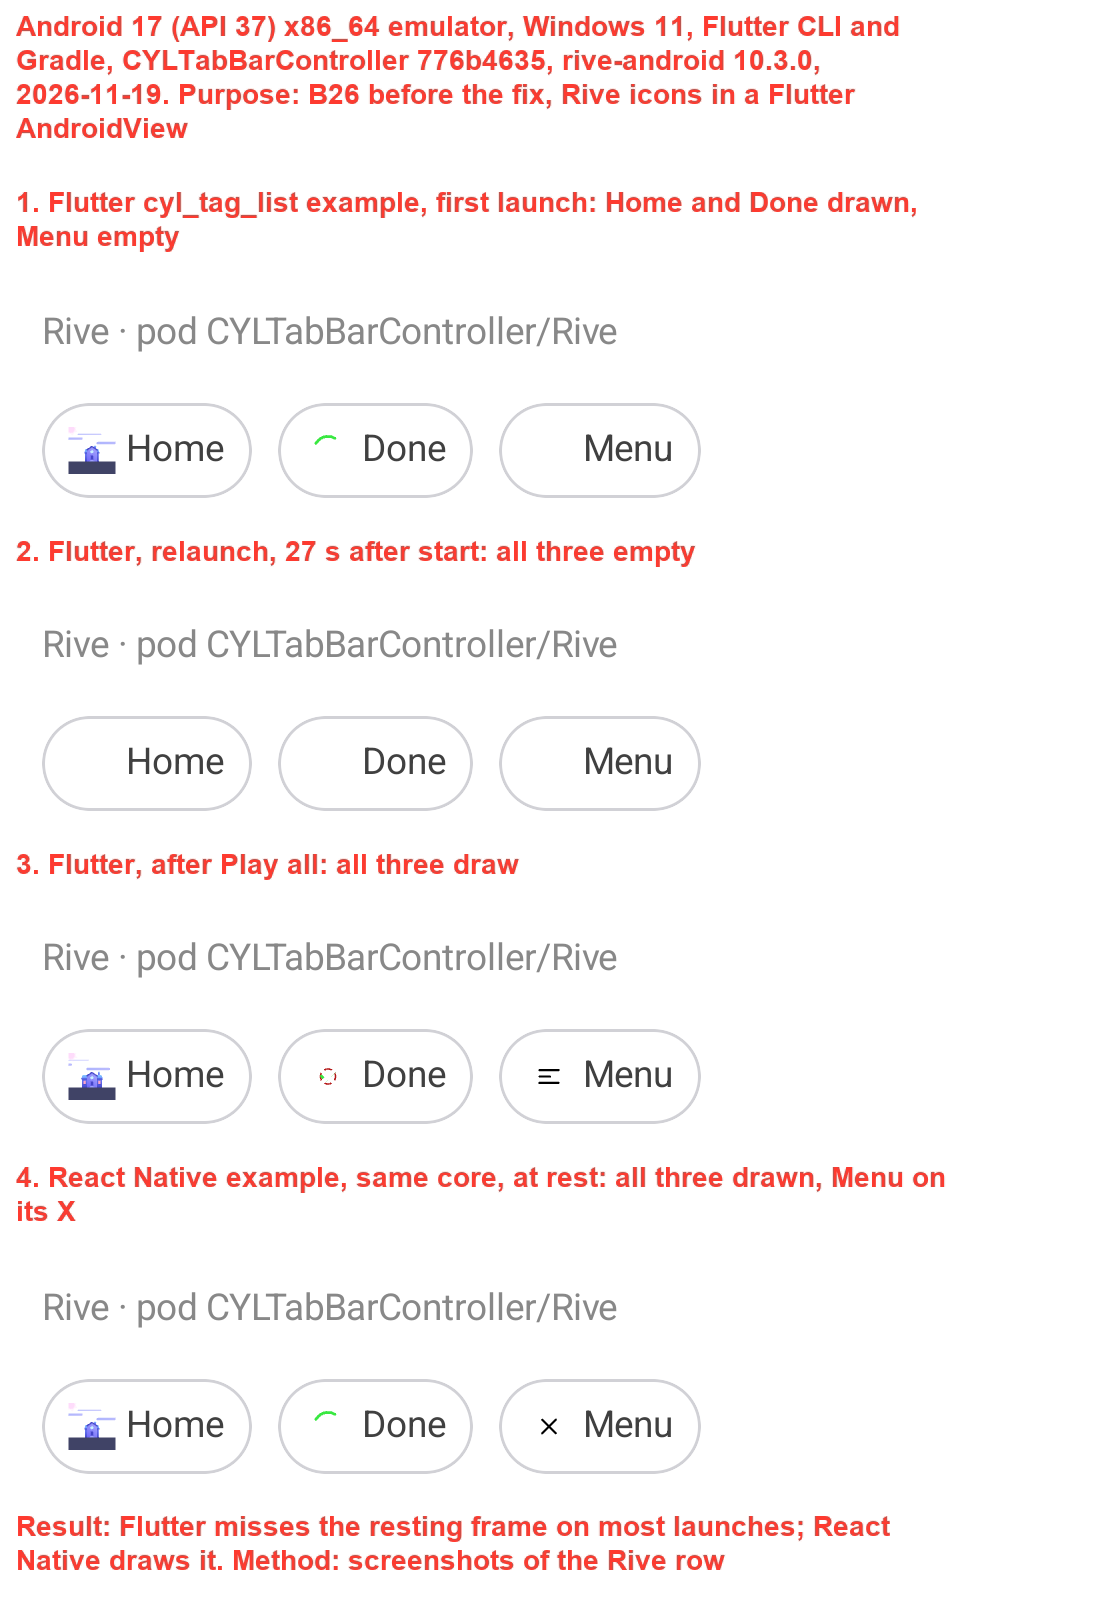 Android 17 (API 37) x86_64 emulator, Windows 11, Flutter CLI and
Gradle, CYLTabBarController 776b4635, rive-android 10.3.0,
2026-11-19. Purpose: B26 before the fix, Rive icons in a Flutter
AndroidView
1. Flutter cyl_tag_list example, first launch: Home and Done drawn,
Menu empty
Rive · pod CYLTabBarController/Rive
Home Done Menu
2. Flutter, relaunch, 27 s after start: all three empty
Rive · pod CYLTabBarController/Rive
Home Done Menu
3. Flutter, after Play all: all three draw
Rive · pod CYLTabBarController/Rive
Home Done Menu
4. React Native example, same core, at rest: all three drawn, Menu on
its X
Rive · pod CYLTabBarController/Rive
Home Done Menu
Result: Flutter misses the resting frame on most launches; React
Native draws it. Method: screenshots of the Rive row